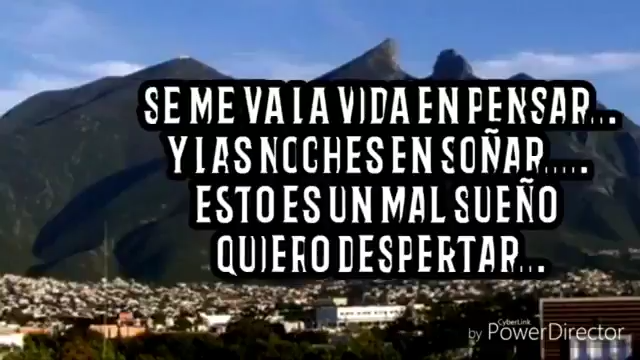 SE ME VA LA VIDA EN PENSAR...
Y LAS NOCHES EN SOÑAR.....
ESTO ES UN MAL SUEÑO
QUIERO DESPERTAR...
CyberLink
by PowerDirector